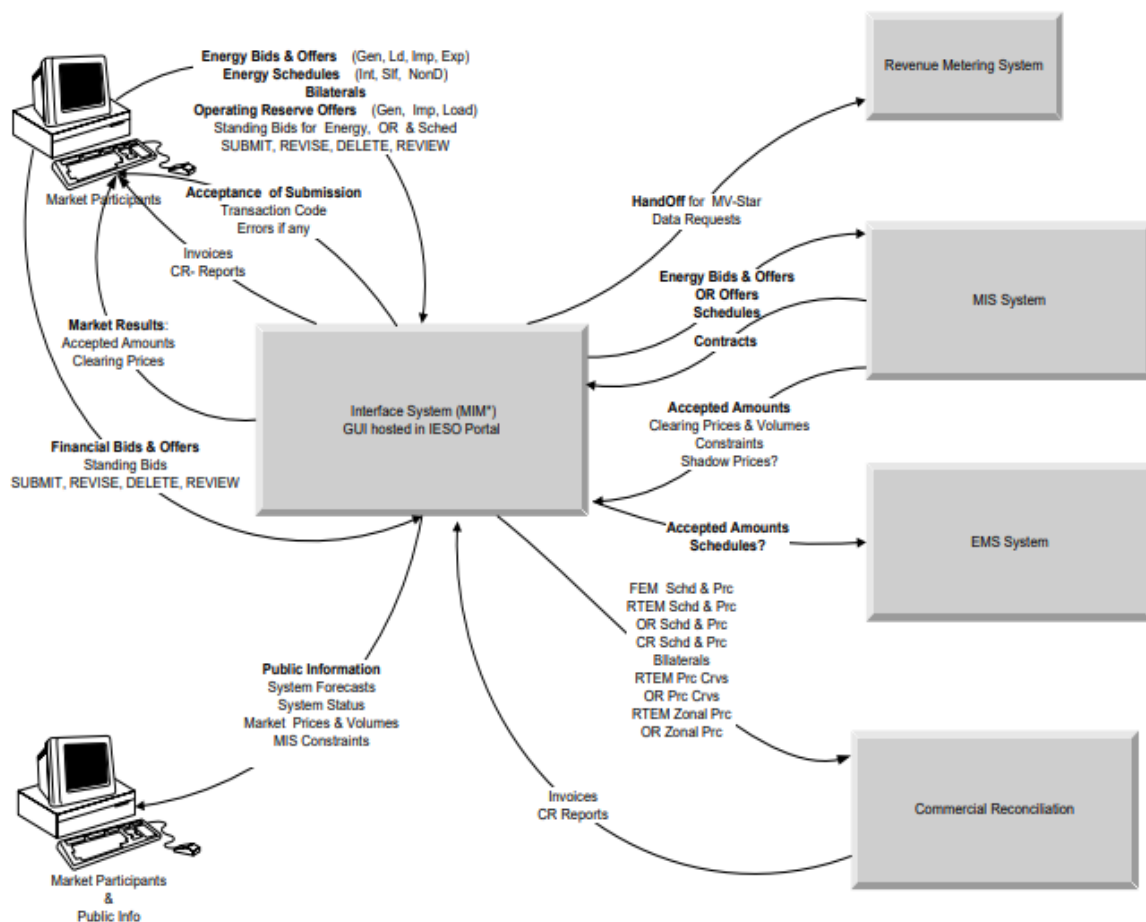 Energy Bids & Offers (Gen, Ld, Imp, Exp)
Energy Schedules (Int, Slf, NonD)
Bilaterals
Operating Reserve Offers (Gen, Imp, Load)
Standing Bids for Energy, OR & Sched
SUBMIT, REVISE, DELETE, REVIEW
Revenue Metering System
Market Participants
Acceptance of Submission
Transaction Code
Errors if any
HandOff for MV-Star
Data Requests
Invoices
CR- Reports
Energy Bids & Offers
OR Offers
Schedules
MIS System
Contracts
Market Results:
Accepted Amounts
Clearing Prices
Interface System (MIM*)
GUI hosted in IESO Portal
Accepted Amounts
Clearing Prices & Volumes
Constraints
Shadow Prices?
Financial Bids & Offers
Standing Bids
SUBMIT, REVISE, DELETE, REVIEW
Accepted Amounts
Schedules?
EMS System
FEM Schd & Prc
RTEM Schd & Prc
OR Schd & Prc
CR Schd & Prc
BIlaterals
RTEM Prc Crvs
OR Prc Crvs
RTEM Zonal Prc
OR Zonal Prc
Public Information
System Forecasts
System Status
Market Prices & Volumes
MIS Constraints
Invoices
CR Reports
Commercial Reconciliation
Market Participants
&
Public Info